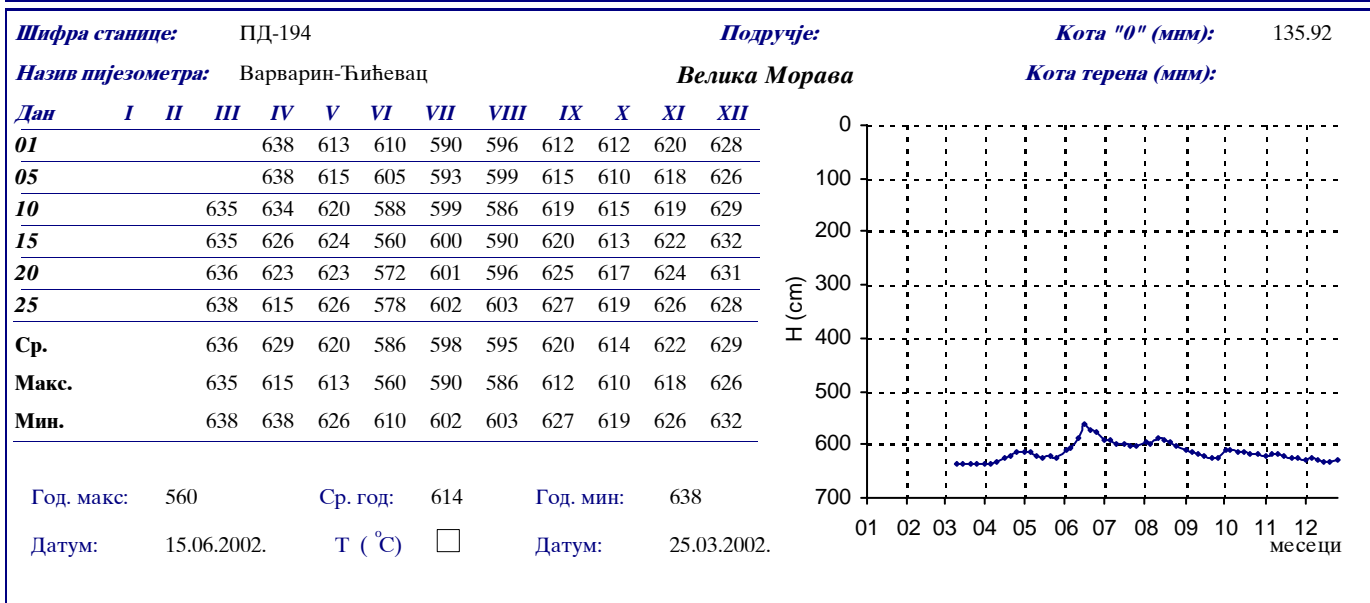 Шифра станице: ПД-194 Подручје: Кота "0" (мнм): 135.92
Назив пијезометра: Варварин-Ћићевац Велика Морава Кота терена (мнм):
Дан I II III IV V VI VII VIII IX X XI XII
01 638 613 610 590 596 612 612 620 628
05 638 615 605 593 599 615 610 618 626
10 635 634 620 588 599 586 619 615 619 629
15 635 626 624 560 600 590 620 613 622 632
20 636 623 623 572 601 596 625 617 624 631
25 638 615 626 578 602 603 627 619 626 628
Ср. 636 629 620 586 598 595 620 614 622 629
Макс. 635 615 613 560 590 586 612 610 618 626
Мин. 638 638 626 610 602 603 627 619 626 632
Год. макс: 560 Ср. год: 614 Год. мин: 638
Датум: 15.06.2002. Т ( °C) Датум: 25.03.2002.
0
100
200
300
400
500
600
700
H (cm)
01 02 03 04 05 06 07 08 09 10 11 12
месеци